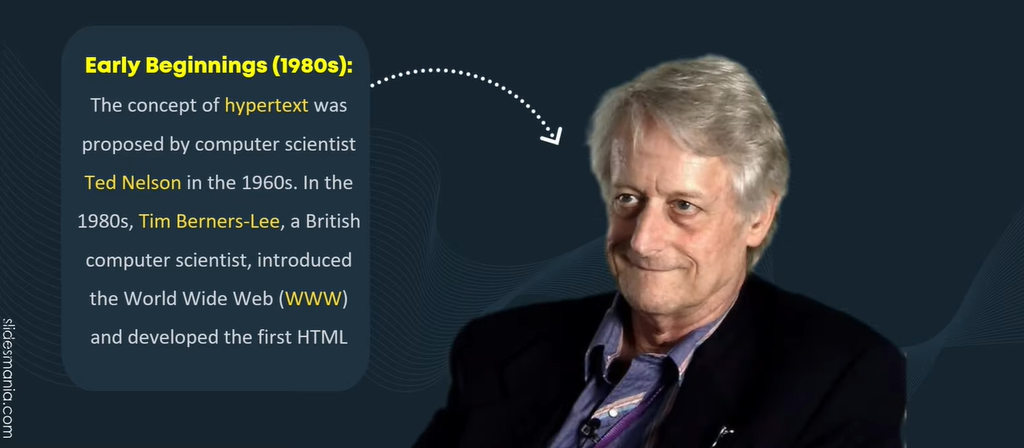 Early Beginnings (1980s):
The concept of hypertext was
proposed by computer scientist
Ted Nelson in the 1960s. In the
1980s, Tim Berners-Lee, a British
computer scientist, introduced
the World Wide Web (WWW)
and developed the first HTML
slidesmania.com